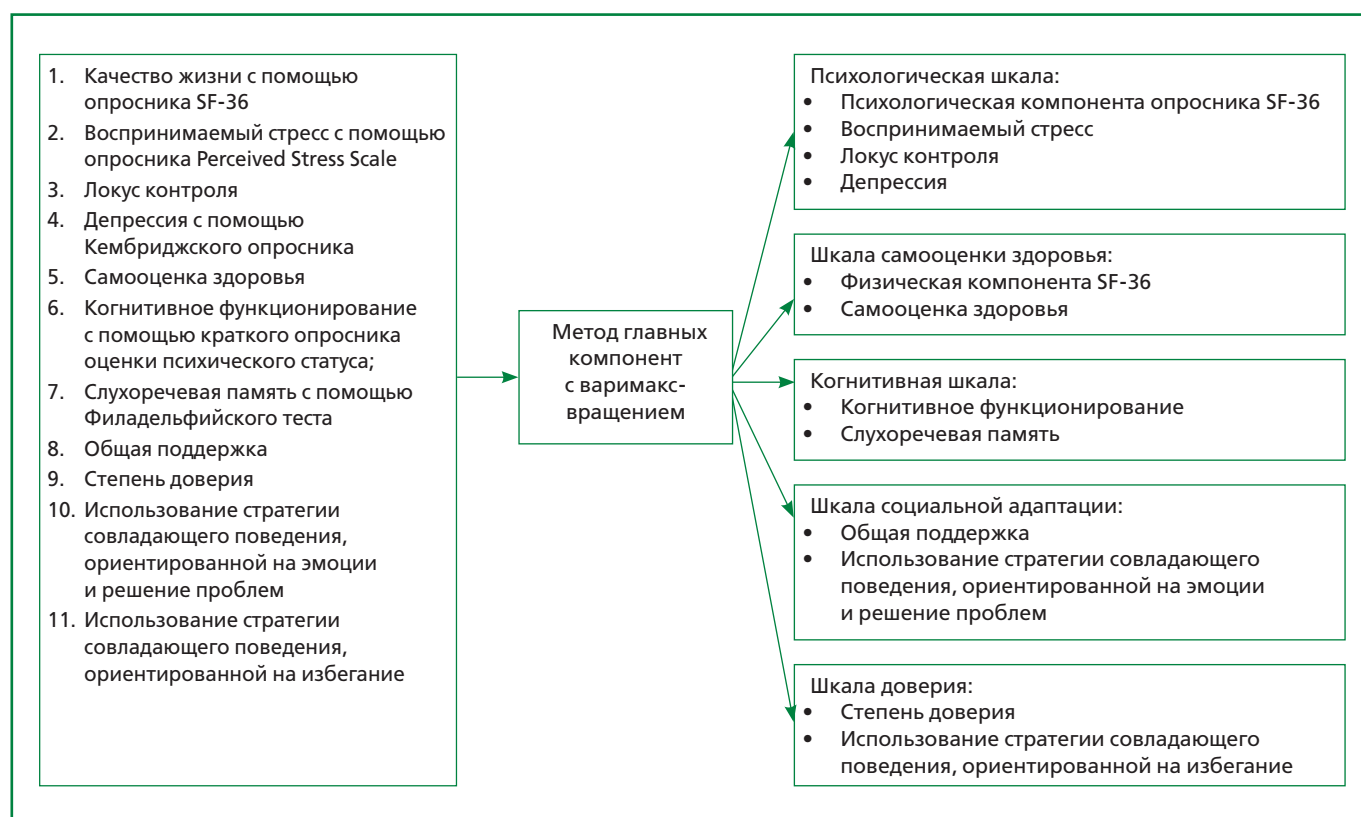 1. Качество жизни с помощью
опросника SF-36
2. Воспринимаемый стресс с помощью
опросника Perceived Stress Scale
3. Локус контроля
4. Депрессия с помощью
Кембриджского опросника
5. Самооценка здоровья
6. Когнитивное функционирование
с помощью краткого опросника
оценки психического статуса;
7. Слухоречевая память с помощью
Филадельфийского теста
8. Общая поддержка
9. Степень доверия
10. Использование стратегии
совладающего поведения,
ориентированной на эмоции
и решение проблем
11. Использование стратегии
совладающего поведения,
ориентированной на избегание
Метод главных
компонент
с варимакс-
вращением
Психологическая шкала:
• Психологическая компонента опросника SF-36
• Воспринимаемый стресс
• Локус контроля
• Депрессия
Шкала самооценки здоровья:
• Физическая компонента SF-36
• Самооценка здоровья
Когнитивная шкала:
• Когнитивное функционирование
• Слухоречевая память
Шкала социальной адаптации:
• Общая поддержка
• Использование стратегии совладающего
поведения, ориентированной на эмоции
и решение проблем
Шкала доверия:
• Степень доверия
• Использование стратегии совладающего
поведения, ориентированной на избегание